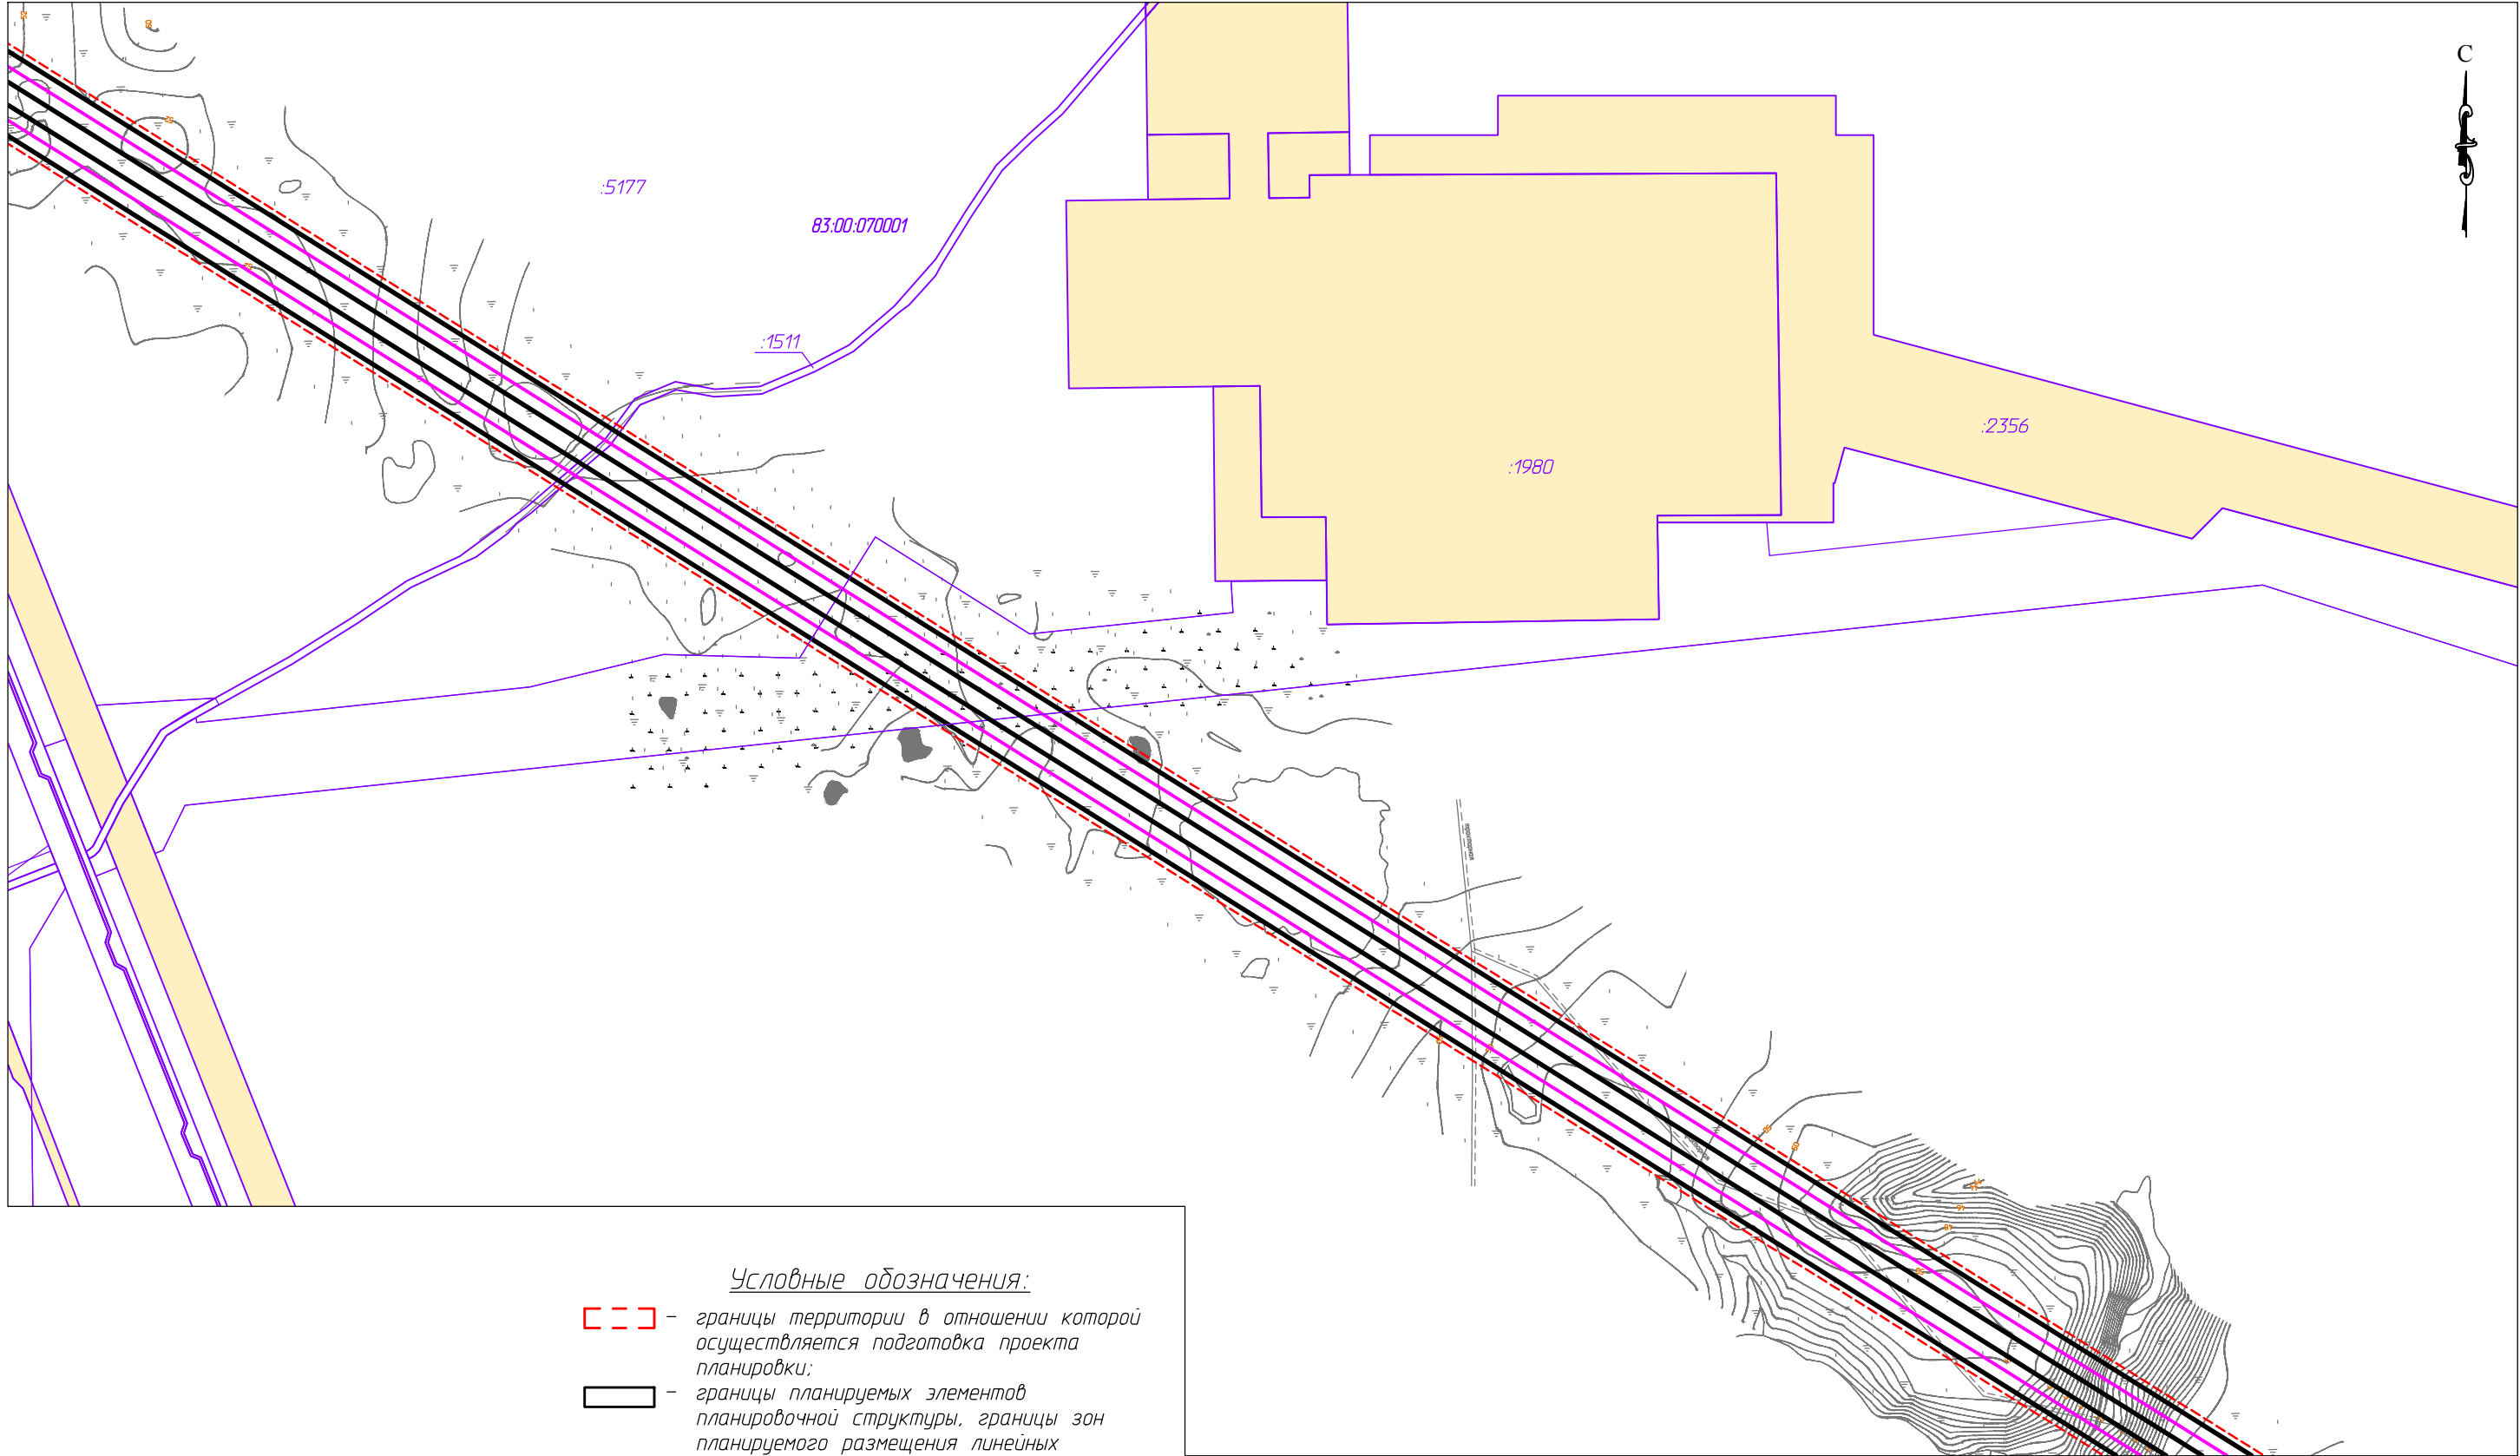 С
:5177
83:00:070001
:1511
:2356
:1980
Условные обозначения:
– границы территории в отношении которой
осуществляется подготовка проекта
планировки;
– границы планируемых элементов
планировочной структуры, границы зон
планируемого размещения линейных